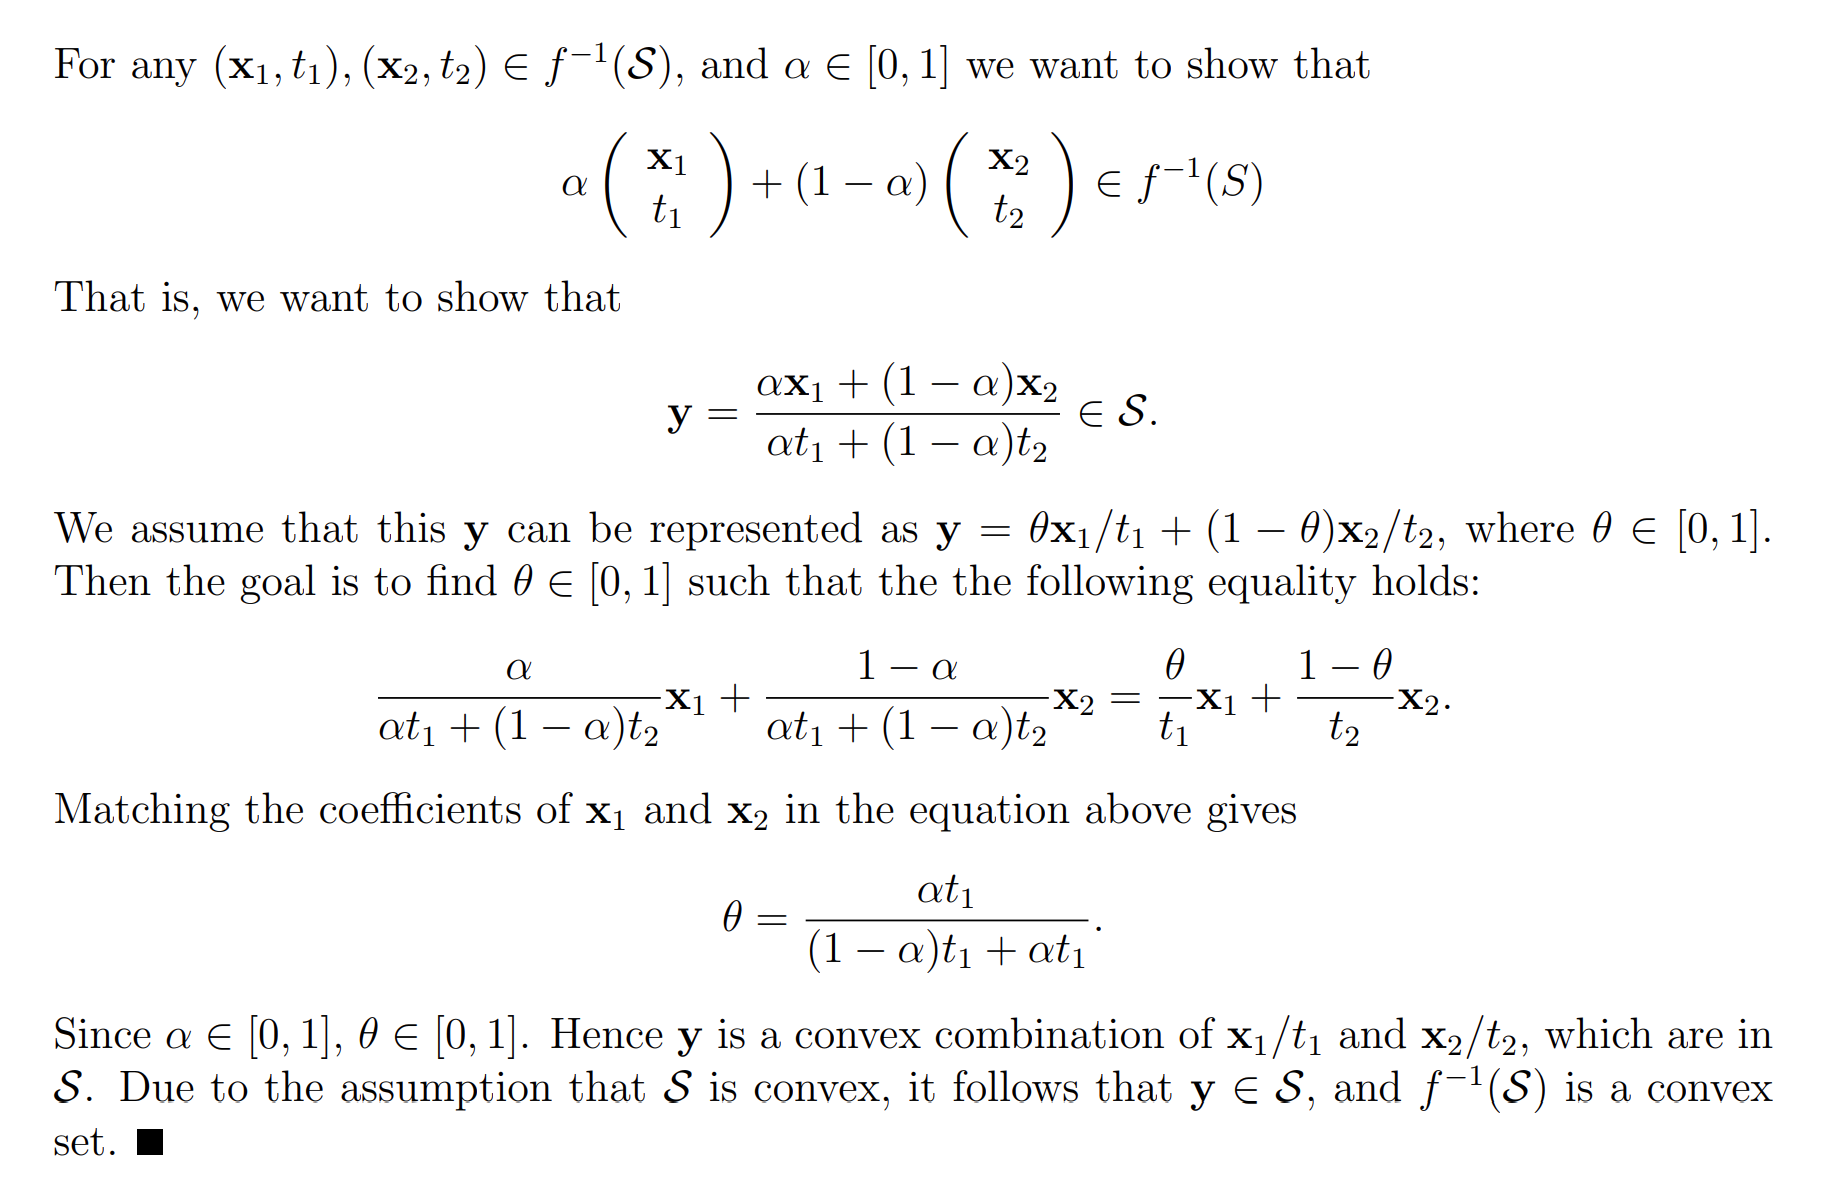 For any $(\mathbf{x}_1, t_1), (\mathbf{x}_2, t_2) \in f^{-1}(\mathcal{S})$, and $\alpha \in [0, 1]$ we want to show that
$$\alpha \begin{pmatrix} \mathbf{x}_1 \\ t_1 \end{pmatrix} + (1 - \alpha) \begin{pmatrix} \mathbf{x}_2 \\ t_2 \end{pmatrix} \in f^{-1}(S)$$
That is, we want to show that
$$\mathbf{y} = \frac{\alpha \mathbf{x}_1 + (1 - \alpha)\mathbf{x}_2}{\alpha t_1 + (1 - \alpha)t_2} \in \mathcal{S}.$$
We assume that this $\mathbf{y}$ can be represented as $\mathbf{y} = \theta \mathbf{x}_1/t_1 + (1 - \theta)\mathbf{x}_2/t_2$, where $\theta \in [0, 1]$.
Then the goal is to find $\theta \in [0, 1]$ such that the the following equality holds:
$$\frac{\alpha}{\alpha t_1 + (1 - \alpha)t_2}\mathbf{x}_1 + \frac{1 - \alpha}{\alpha t_1 + (1 - \alpha)t_2}\mathbf{x}_2 = \frac{\theta}{t_1}\mathbf{x}_1 + \frac{1 - \theta}{t_2}\mathbf{x}_2.$$
Matching the coefficients of $\mathbf{x}_1$ and $\mathbf{x}_2$ in the equation above gives
$$\theta = \frac{\alpha t_1}{(1 - \alpha)t_1 + \alpha t_1}.$$
Since $\alpha \in [0, 1]$, $\theta \in [0, 1]$. Hence $\mathbf{y}$ is a convex combination of $\mathbf{x}_1/t_1$ and $\mathbf{x}_2/t_2$, which are in
$\mathcal{S}$. Due to the assumption that $\mathcal{S}$ is convex, it follows that $\mathbf{y} \in \mathcal{S}$, and $f^{-1}(\mathcal{S})$ is a convex
set. ■